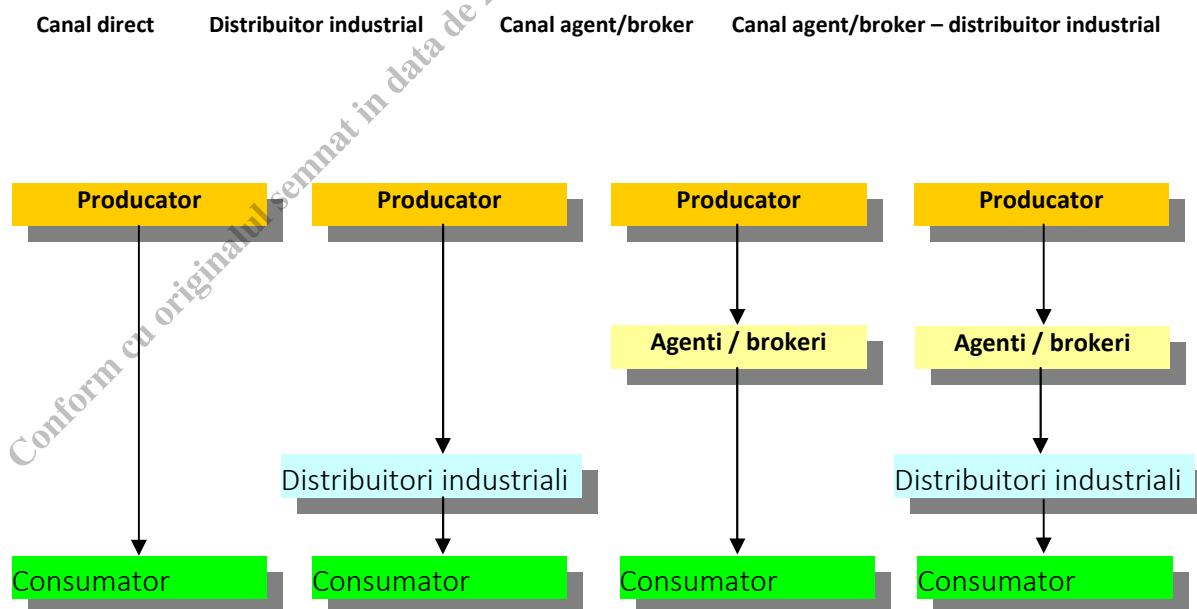 Canal direct Distribuitor industrial Canal agent/broker Canal agent/broker – distribuitor industrial
Conform cu originalul semnat in data de
Producator Producator Producator Producator
Agenti / brokeri Agenti / brokeri
Distribuitori industriali Distribuitori industriali
Consumator Consumator Consumator Consumator